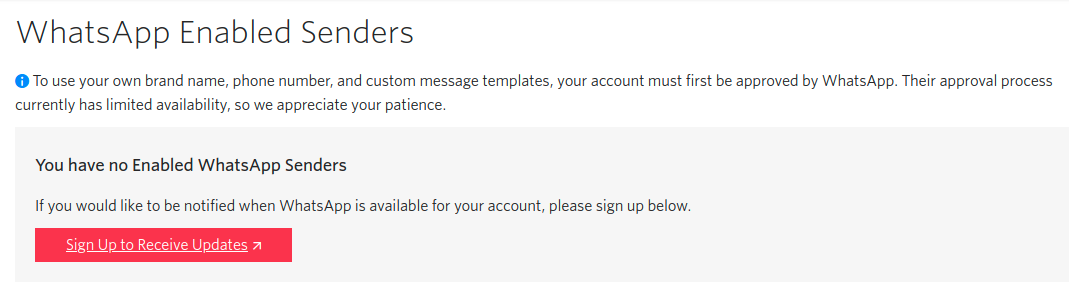 WhatsApp Enabled Senders
To use your own brand name, phone number, and custom message templates, your account must first be approved by WhatsApp. Their approval process
currently has limited availability, so we appreciate your patience.
You have no Enabled WhatsApp Senders
If you would like to be notified when WhatsApp is available for your account, please sign up below.
Sign Up to Receive Updates